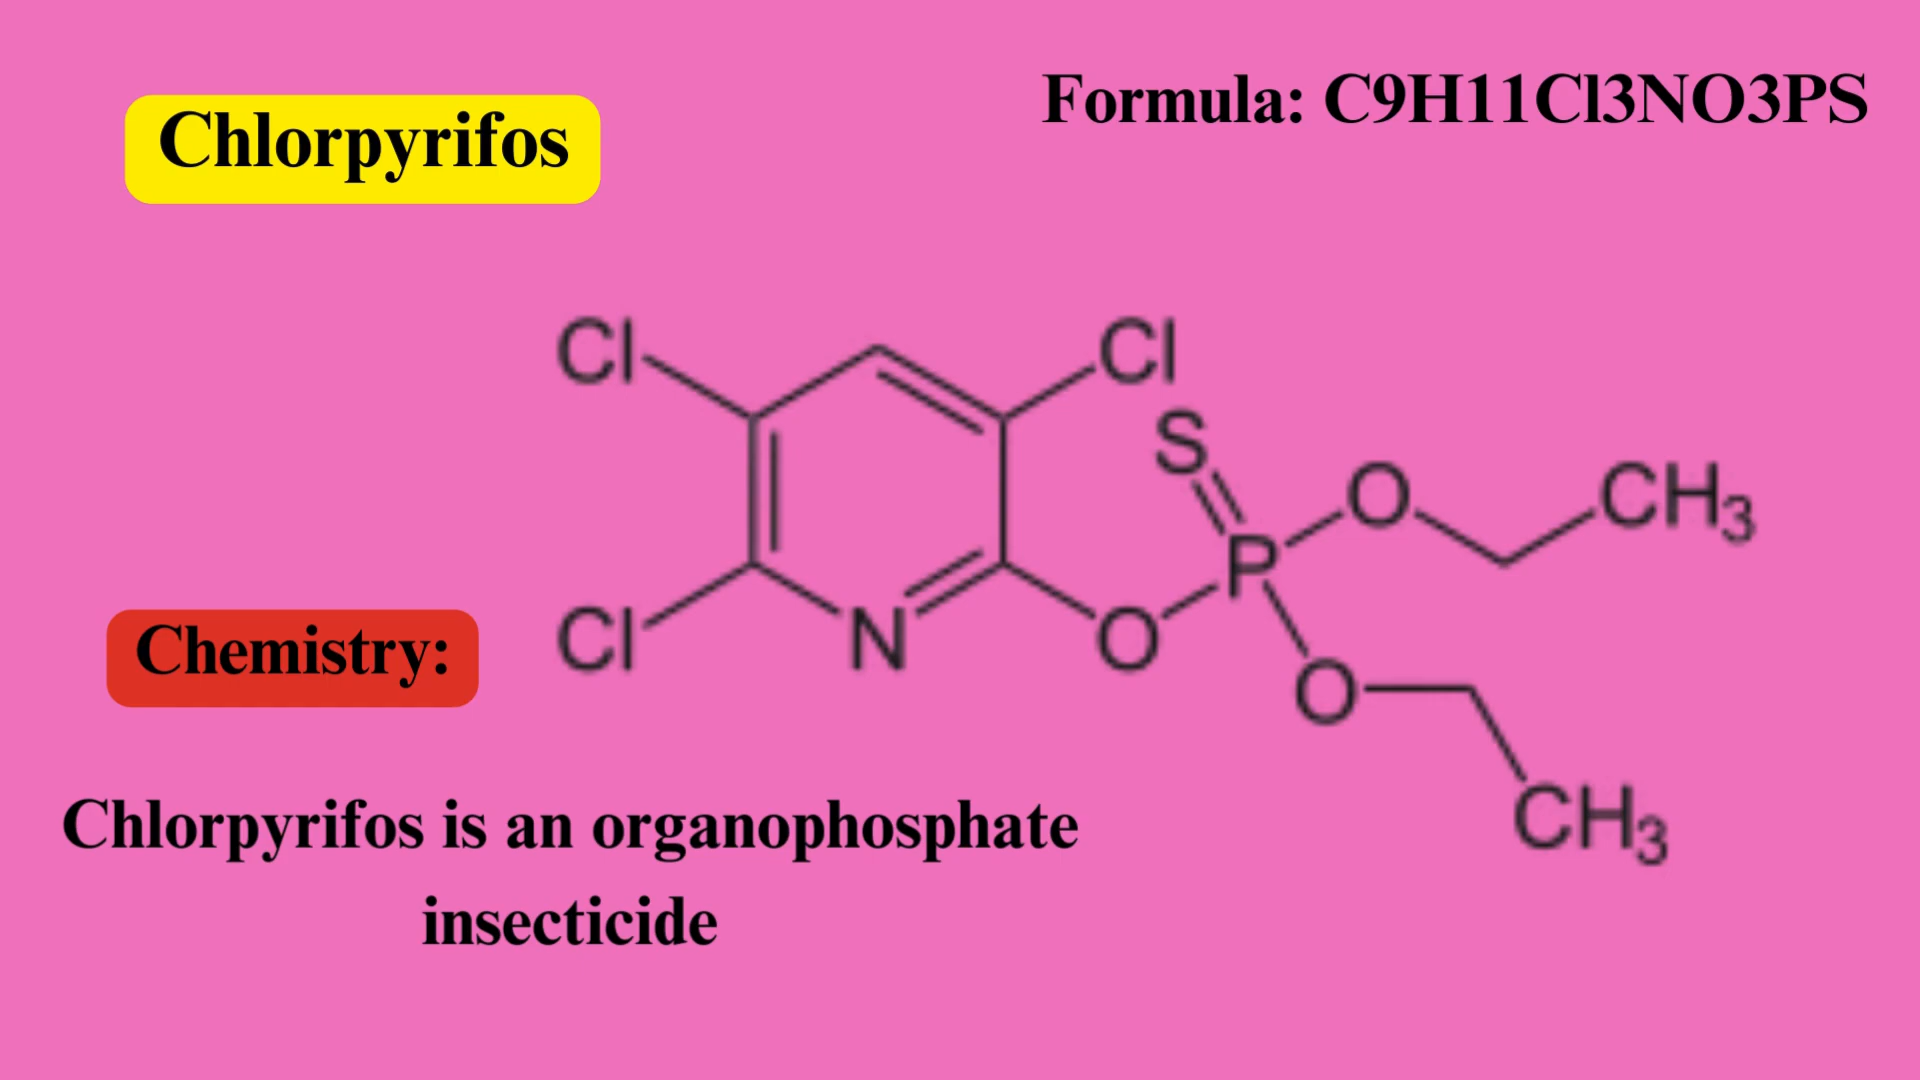 Chlorpyrifos
Formula: C9H11Cl3NO3PS
Cl
Cl
S
O
CH3
P
Chemistry:
Cl
N
O
O
CH3
Chlorpyrifos is an organophosphate
insecticide